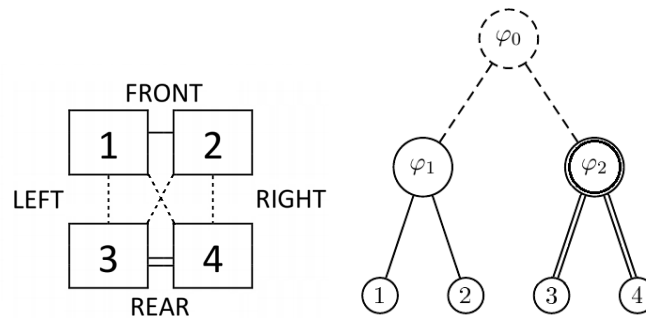 FRONT
1 2
LEFT RIGHT
3 4
REAR
φ₀
φ₁ φ₂
1 2 3 4